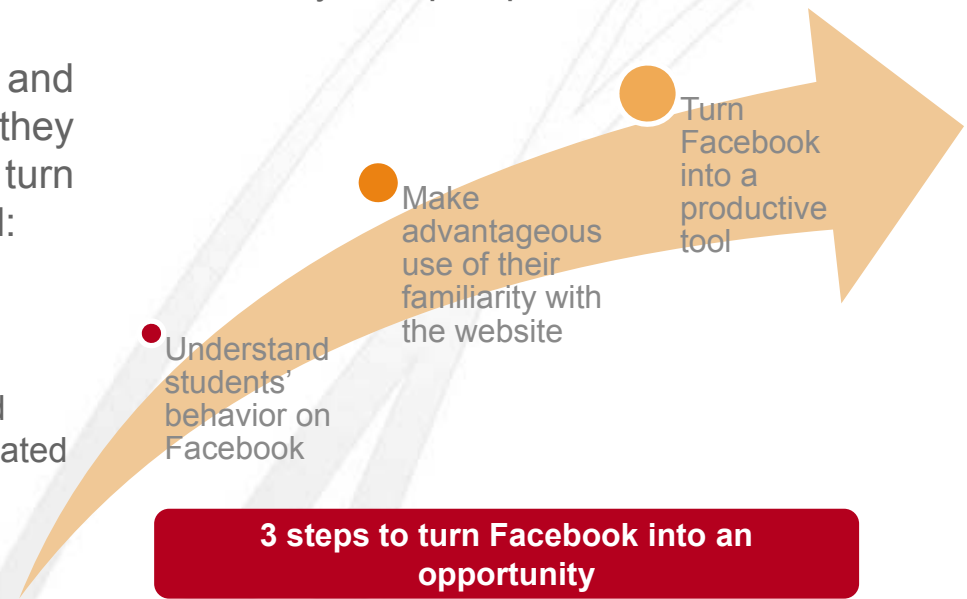 and
they
turn
:
ated
Turn
Facebook
into a
productive
tool
Make
advantageous
use of their
familiarity with
the website
Understand
students’
behavior on
Facebook
3 steps to turn Facebook into an
opportunity